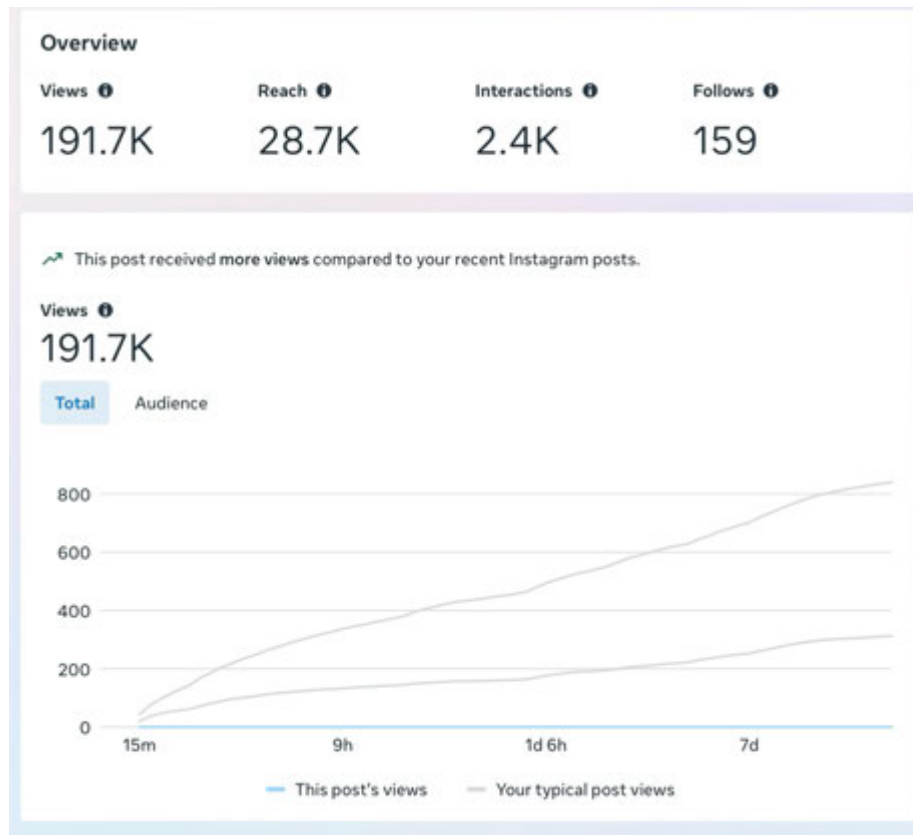 Overview
Views Reach Interactions Follows
191.7K 28.7K 2.4K 159
This post received more views compared to your recent Instagram posts.
Views
191.7K
Total Audience
800
600
400
200
0
15m 9h 1d 6h 7d
This post's views Your typical post views